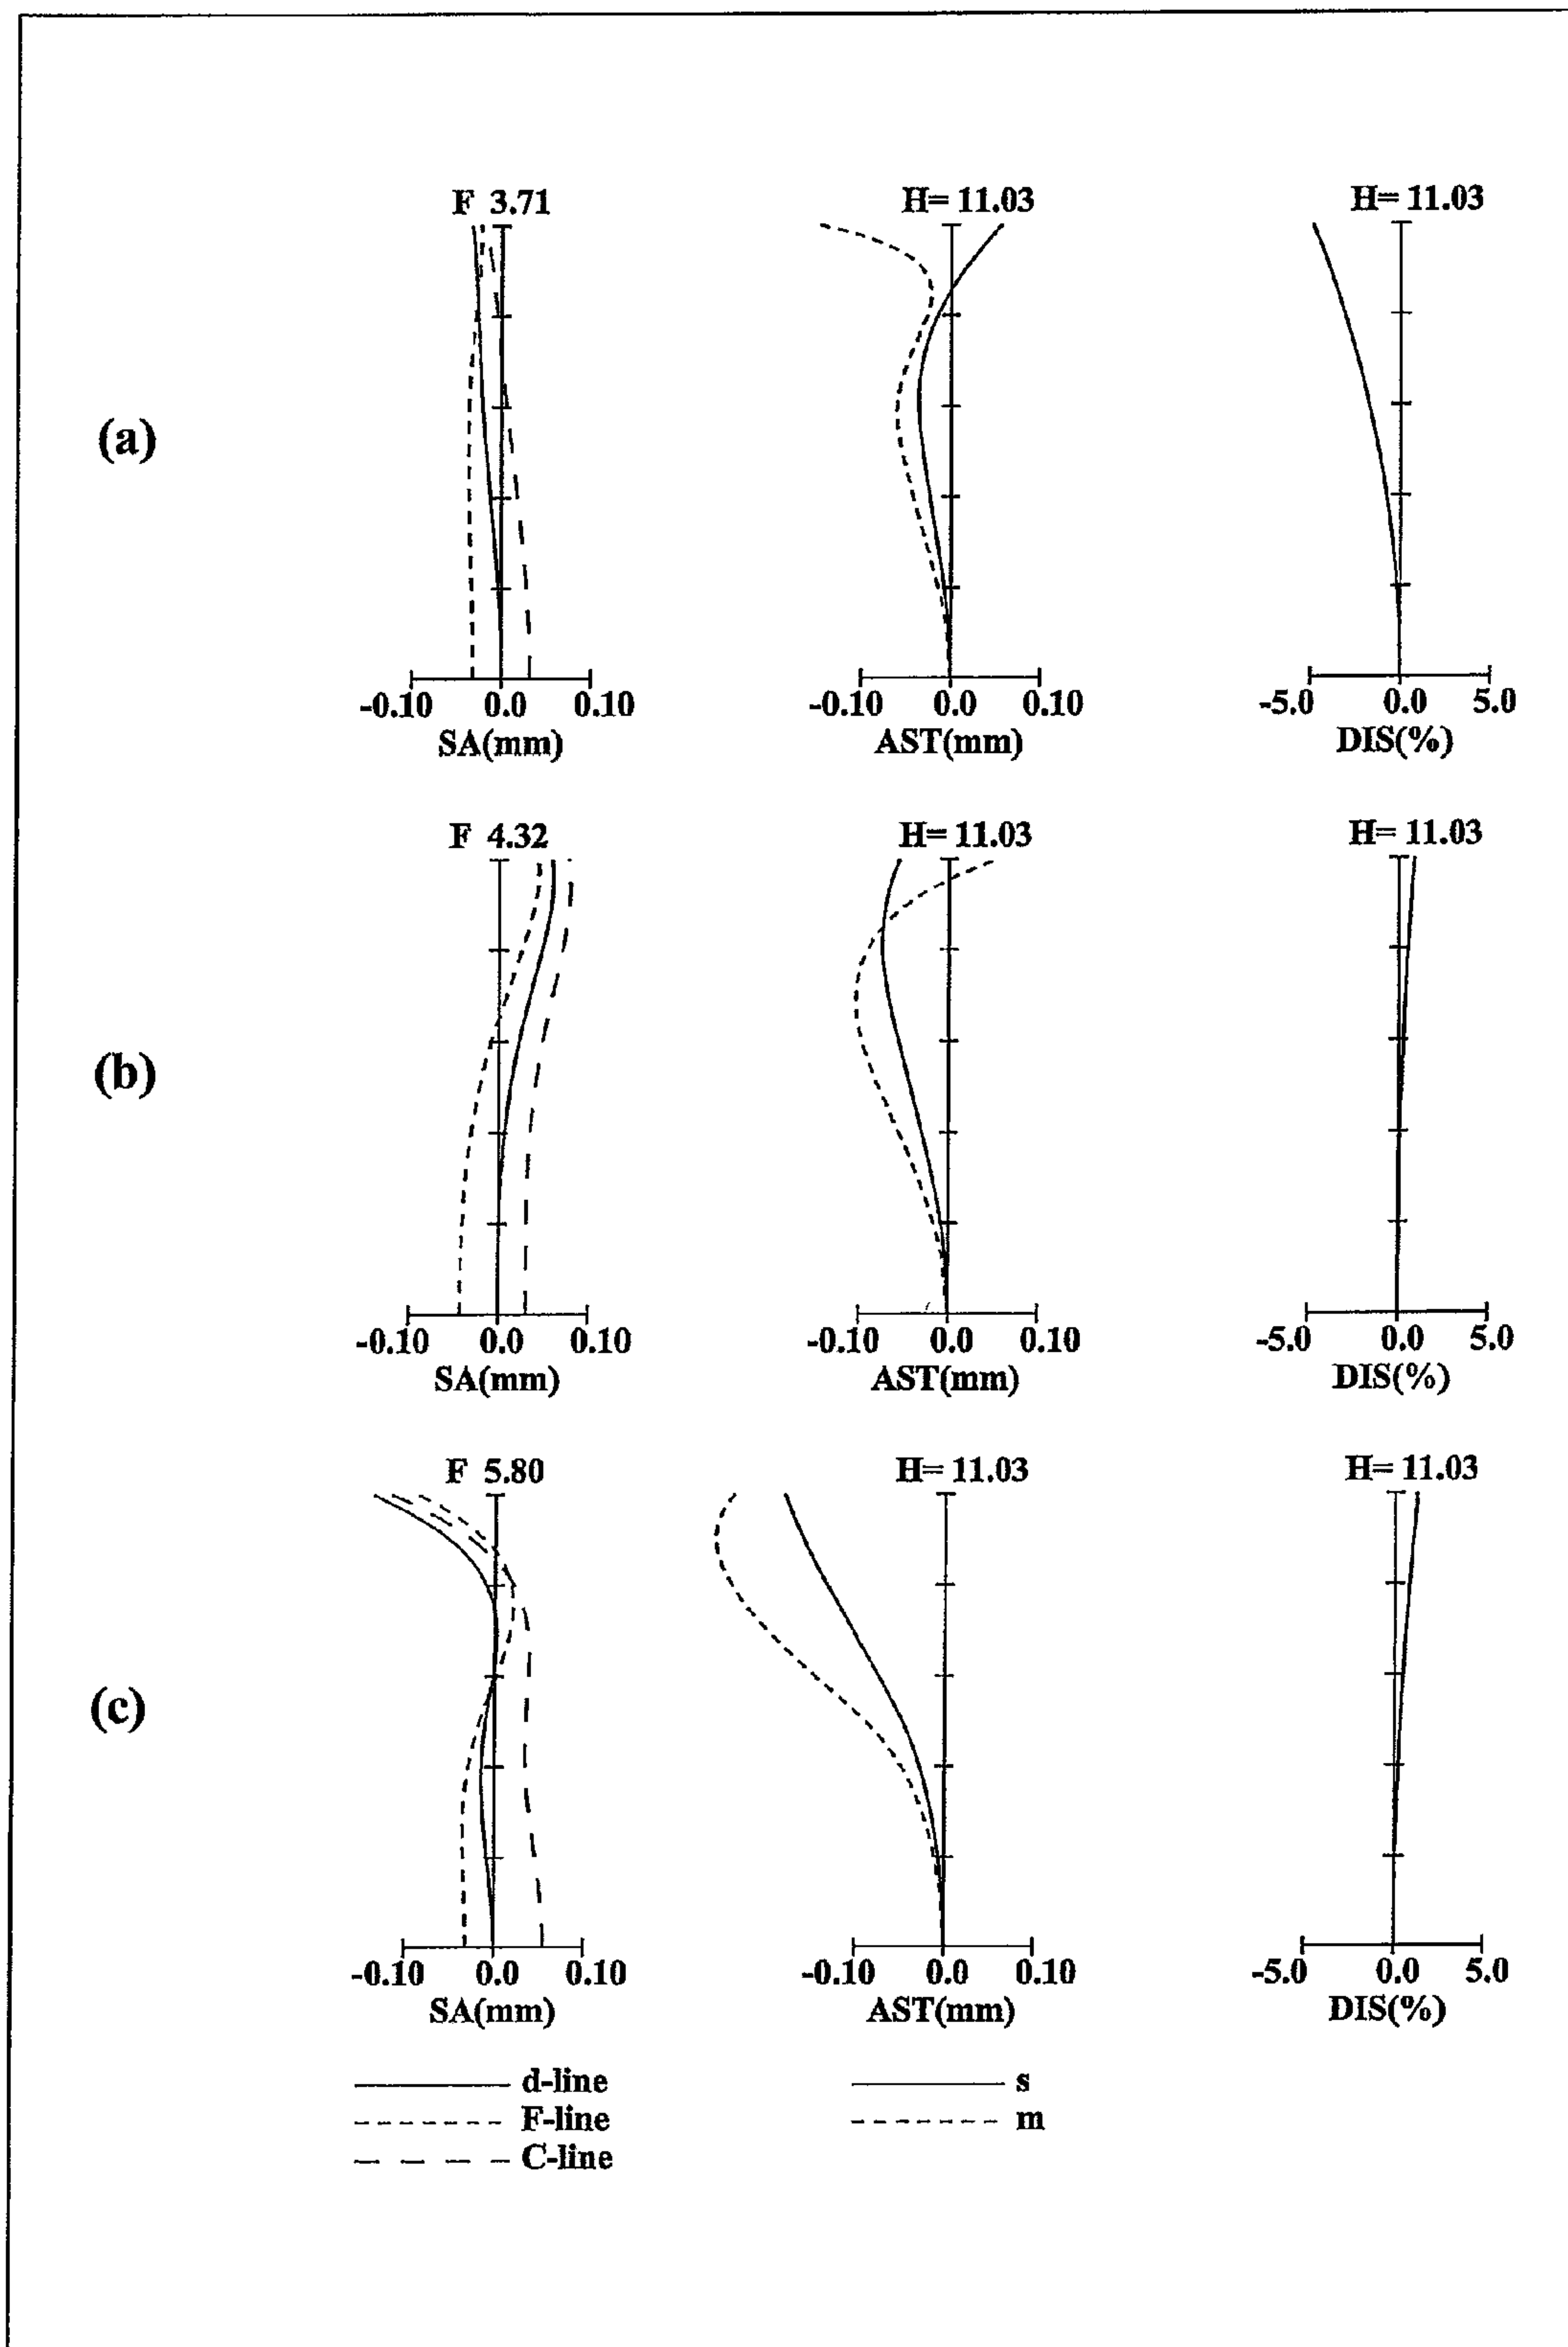 F 3.71 H= 11.03 H= 11.03
(a)
-0.10 0.0 0.10 -0.10 0.0 0.10 -5.0 0.0 5.0
SA(mm) AST(mm) DIS(%)
F 4.32 H= 11.03 H= 11.03
(b)
-0.10 0.0 0.10 -0.10 0.0 0.10 -5.0 0.0 5.0
SA(mm) AST(mm) DIS(%)
F 5.80 H= 11.03 H= 11.03
(c)
-0.10 0.0 0.10 -0.10 0.0 0.10 -5.0 0.0 5.0
SA(mm) AST(mm) DIS(%)
d-line s
F-line m
C-line